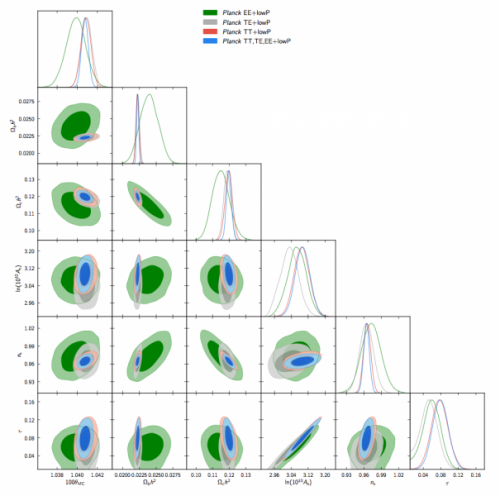 Planck EE+lowP
Planck TE+lowP
Planck TT+lowP
Planck TT,TE,EE+lowP
Ω_b h²
0.0275
0.0250
0.0225
0.0200
Ω_c h²
0.13
0.12
0.11
0.10
ln(10¹⁰ A_s)
3.20
3.12
3.04
2.96
n_s
1.02
0.99
0.96
0.93
τ
0.16
0.12
0.08
0.04
1.038 1.040 1.042
100θ_MC
0.0200 0.0225 0.0250 0.0275
Ω_b h²
0.10 0.11 0.12 0.13
Ω_c h²
2.96 3.04 3.12 3.20
ln(10¹⁰ A_s)
0.93 0.96 0.99 1.02
n_s
0.04 0.08 0.12 0.16
τ